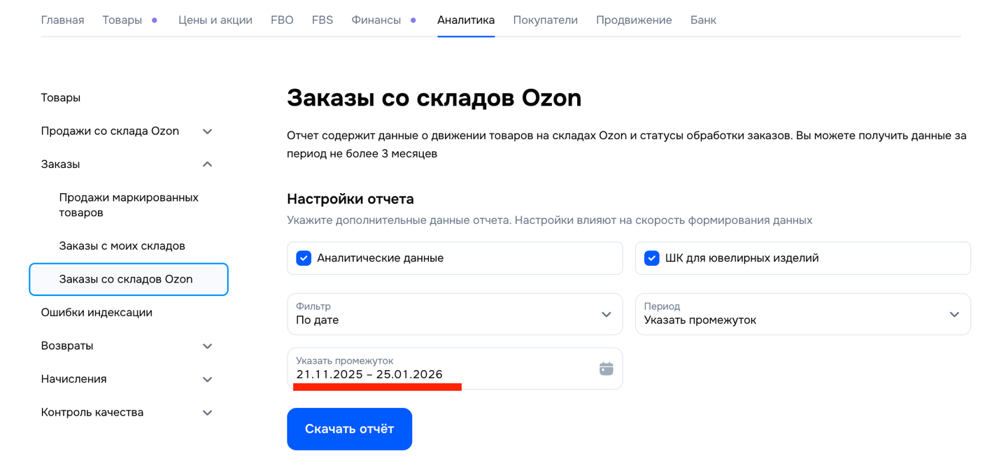 Главная Товары Цены и акции FBO FBS Финансы Аналитика Покупатели Продвижение Банк
Товары
Продажи со склада Ozon
Заказы
Продажи маркированных
товаров
Заказы с моих складов
Заказы со складов Ozon
Ошибки индексации
Возвраты
Начисления
Контроль качества
Заказы со складов Ozon
Отчет содержит данные о движении товаров на складах Ozon и статусы обработки заказов. Вы можете получить данные за
период не более 3 месяцев
Настройки отчета
Укажите дополнительные данные отчета. Настройки влияют на скорость формирования данных
Аналитические данные
ШК для ювелирных изделий
Фильтр
По дате
Период
Указать промежуток
Указать промежуток
21.11.2025 – 25.01.2026
Скачать отчёт